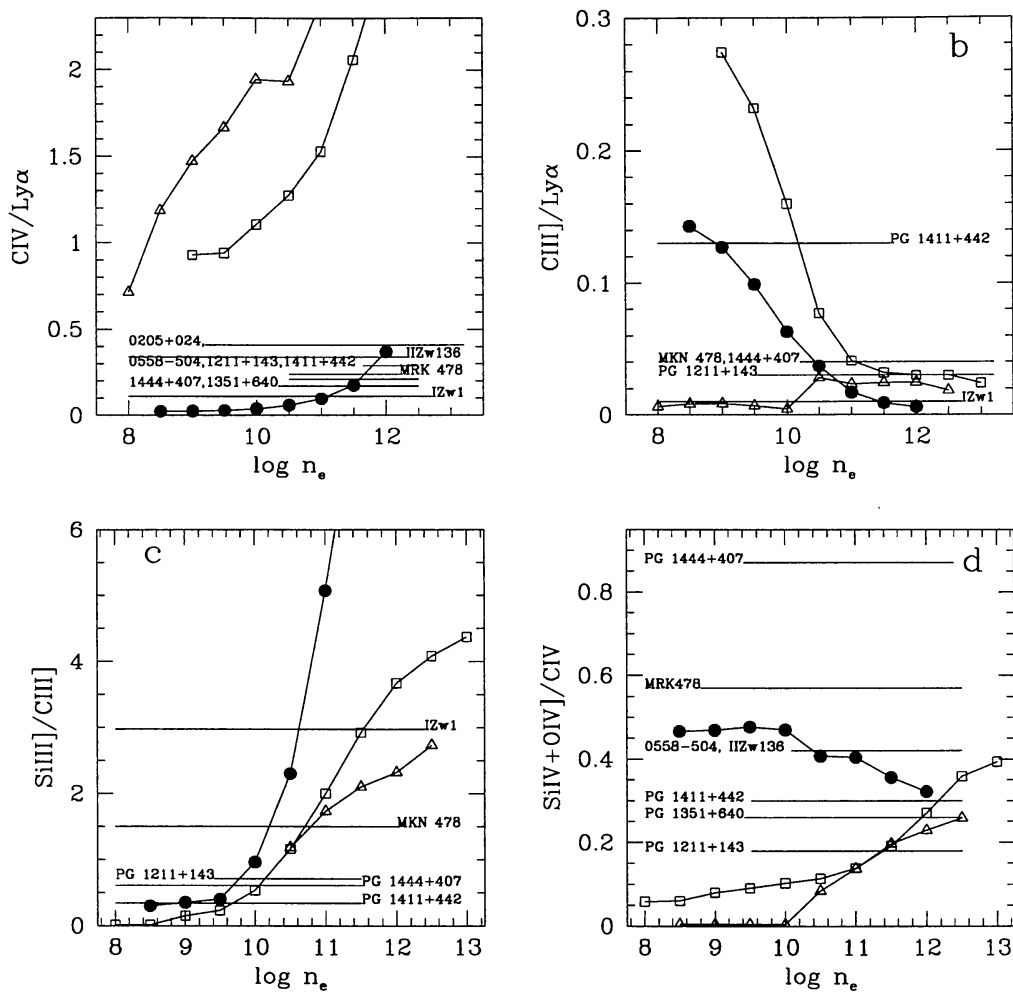 CIV/Lyα
2
1.5
1
0.5
0
0205+024,
0558-504,1211+143,1411+442
1444+407,1351+640
IIZw136
MRK 478
IZw1
8
10
12
log nₑ
b
CIII]/Lyα
0.3
0.2
0.1
0
PG 1411+442
MKN 478,1444+407
PG 1211+143
IZw1
8
10
12
log nₑ
c
SiIII]/CIII]
6
4
2
0
IZw1
MKN 478
PG 1211+143
PG 1444+407
PG 1411+442
8
9
10
11
12
13
log nₑ
d
SiIV+OIV]/CIV
0.8
0.6
0.4
0.2
0
PG 1444+407
MRK478
0558-504, IIZw136
PG 1411+442
PG 1351+640
PG 1211+143
8
9
10
11
12
13
log nₑ